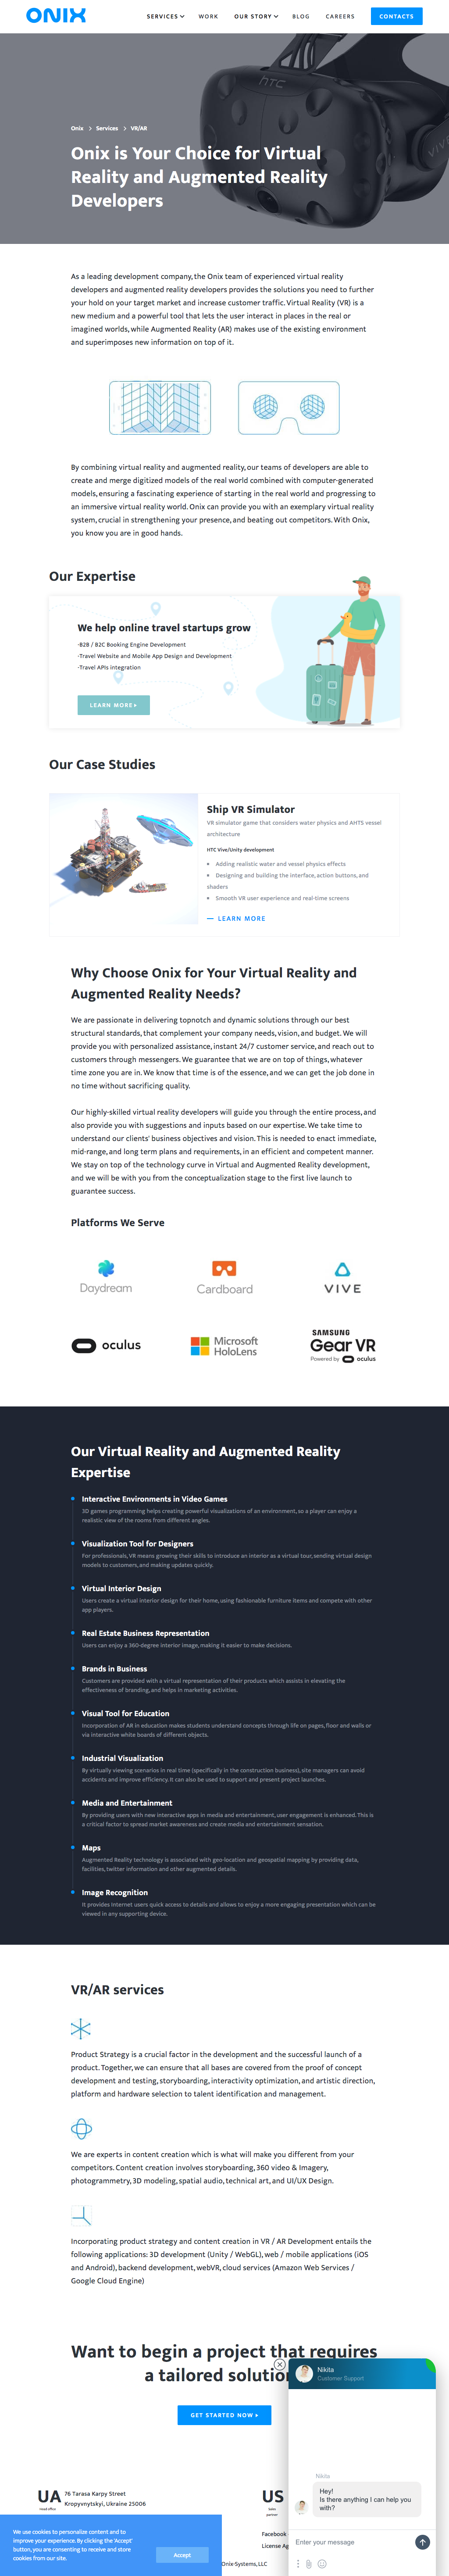 ONIX
SERVICES WORK OUR STORY BLOG CAREERS CONTACTS
htc
VIVE
Onix > Services > VR/AR
Onix is Your Choice for Virtual
Reality and Augmented Reality
Developers
As a leading development company, the Onix team of experienced virtual reality
developers and augmented reality developers provides the solutions you need to further
your hold on your target market and increase customer traffic. Virtual Reality (VR) is a
new medium and a powerful tool that lets the user interact in places in the real or
imagined worlds, while Augmented Reality (AR) makes use of the existing environment
and superimposes new information on top of it.
By combining virtual reality and augmented reality, our teams of developers are able to
create and merge digitized models of the real world combined with computer-generated
models, ensuring a fascinating experience of starting in the real world and progressing to
an immersive virtual reality world. Onix can provide you with an exemplary virtual reality
system, crucial in strengthening your presence, and beating out competitors. With Onix,
you know you are in good hands.
Our Expertise
We help online travel startups grow
-B2B / B2C Booking Engine Development
-Travel Website and Mobile App Design and Development
-Travel APIs integration
LEARN MORE »
Our Case Studies
Ship VR Simulator
VR simulator game that considers water physics and AHTS vessel
architecture
HTC Vive/Unity development
• Adding realistic water and vessel physics effects
• Designing and building the interface, action buttons, and
shaders
• Smooth VR user experience and real-time screens
— LEARN MORE
Why Choose Onix for Your Virtual Reality and
Augmented Reality Needs?
We are passionate in delivering topnotch and dynamic solutions through our best
structural standards, that complement your company needs, vision, and budget. We will
provide you with personalized assistance, instant 24/7 customer service, and reach out to
customers through messengers. We guarantee that we are on top of things, whatever
time zone you are in. We know that time is of the essence, and we can get the job done in
no time without sacrificing quality.
Our highly-skilled virtual reality developers will guide you through the entire process, and
also provide you with suggestions and inputs based on our expertise. We take time to
understand our clients' business objectives and vision. This is needed to enact immediate,
mid-range, and long term plans and requirements, in an efficient and competent manner.
We stay on top of the technology curve in Virtual and Augmented Reality development,
and we will be with you from the conceptualization stage to the first live launch to
guarantee success.
Platforms We Serve
Daydream
Cardboard
VIVE
oculus
Microsoft
HoloLens
SAMSUNG
Gear VR
Powered by oculus
Our Virtual Reality and Augmented Reality
Expertise
Interactive Environments in Video Games
3D games programming helps creating powerful visualizations of an environment, so a player can enjoy a
realistic view of the rooms from different angles.
Visualization Tool for Designers
For professionals, VR means growing their skills to introduce an interior as a virtual tour, sending virtual design
models to customers, and making updates quickly.
Virtual Interior Design
Users create a virtual interior design for their home, using fashionable furniture items and compete with other
app players.
Real Estate Business Representation
Users can enjoy a 360-degree interior image, making it easier to make decisions.
Brands in Business
Customers are provided with a virtual representation of their products which assists in elevating the
effectiveness of branding, and helps in marketing activities.
Visual Tool for Education
Incorporation of AR in education makes students understand concepts through life on pages, floor and walls or
via interactive white boards of different objects.
Industrial Visualization
By virtually viewing scenarios in real time (specifically in the construction business), site managers can avoid
accidents and improve efficiency. It can also be used to support and present project launches.
Media and Entertainment
By providing users with new interactive apps in media and entertainment, user engagement is enhanced. This is
a critical factor to spread market awareness and create media and entertainment sensation.
Maps
Augmented Reality technology is associated with geo-location and geospatial mapping by providing data,
facilities, twitter information and other augmented details.
Image Recognition
It provides Internet users quick access to details and allows to enjoy a more engaging presentation which can be
viewed in any supporting device.
VR/AR services
Product Strategy is a crucial factor in the development and the successful launch of a
product. Together, we can ensure that all bases are covered from the proof of concept
development and testing, storyboarding, interactivity optimization, and artistic direction,
platform and hardware selection to talent identification and management.
We are experts in content creation which is what will make you different from your
competitors. Content creation involves storyboarding, 360 video & Imagery,
photogrammetry, 3D modeling, spatial audio, technical art, and UI/UX Design.
Incorporating product strategy and content creation in VR / AR Development entails the
following applications: 3D development (Unity / WebGL), web / mobile applications (iOS
and Android), backend development, webVR, cloud services (Amazon Web Services /
Google Cloud Engine)
Want to begin a project that requires
a tailored solution
GET STARTED NOW »
Nikita
Customer Support
Nikita
Hey!
Is there anything I can help you
with?
Enter your message
UA
head office
76 Tarasa Karpy Street
Kropyvnytskyi, Ukraine 25006
US
Sales
partner
Facebook
License Ag
Onix-Systems, LLC
We use cookies to personalize content and to
improve your experience. By clicking the 'Accept'
button, you are consenting to receive and store
cookies from our site.
Accept